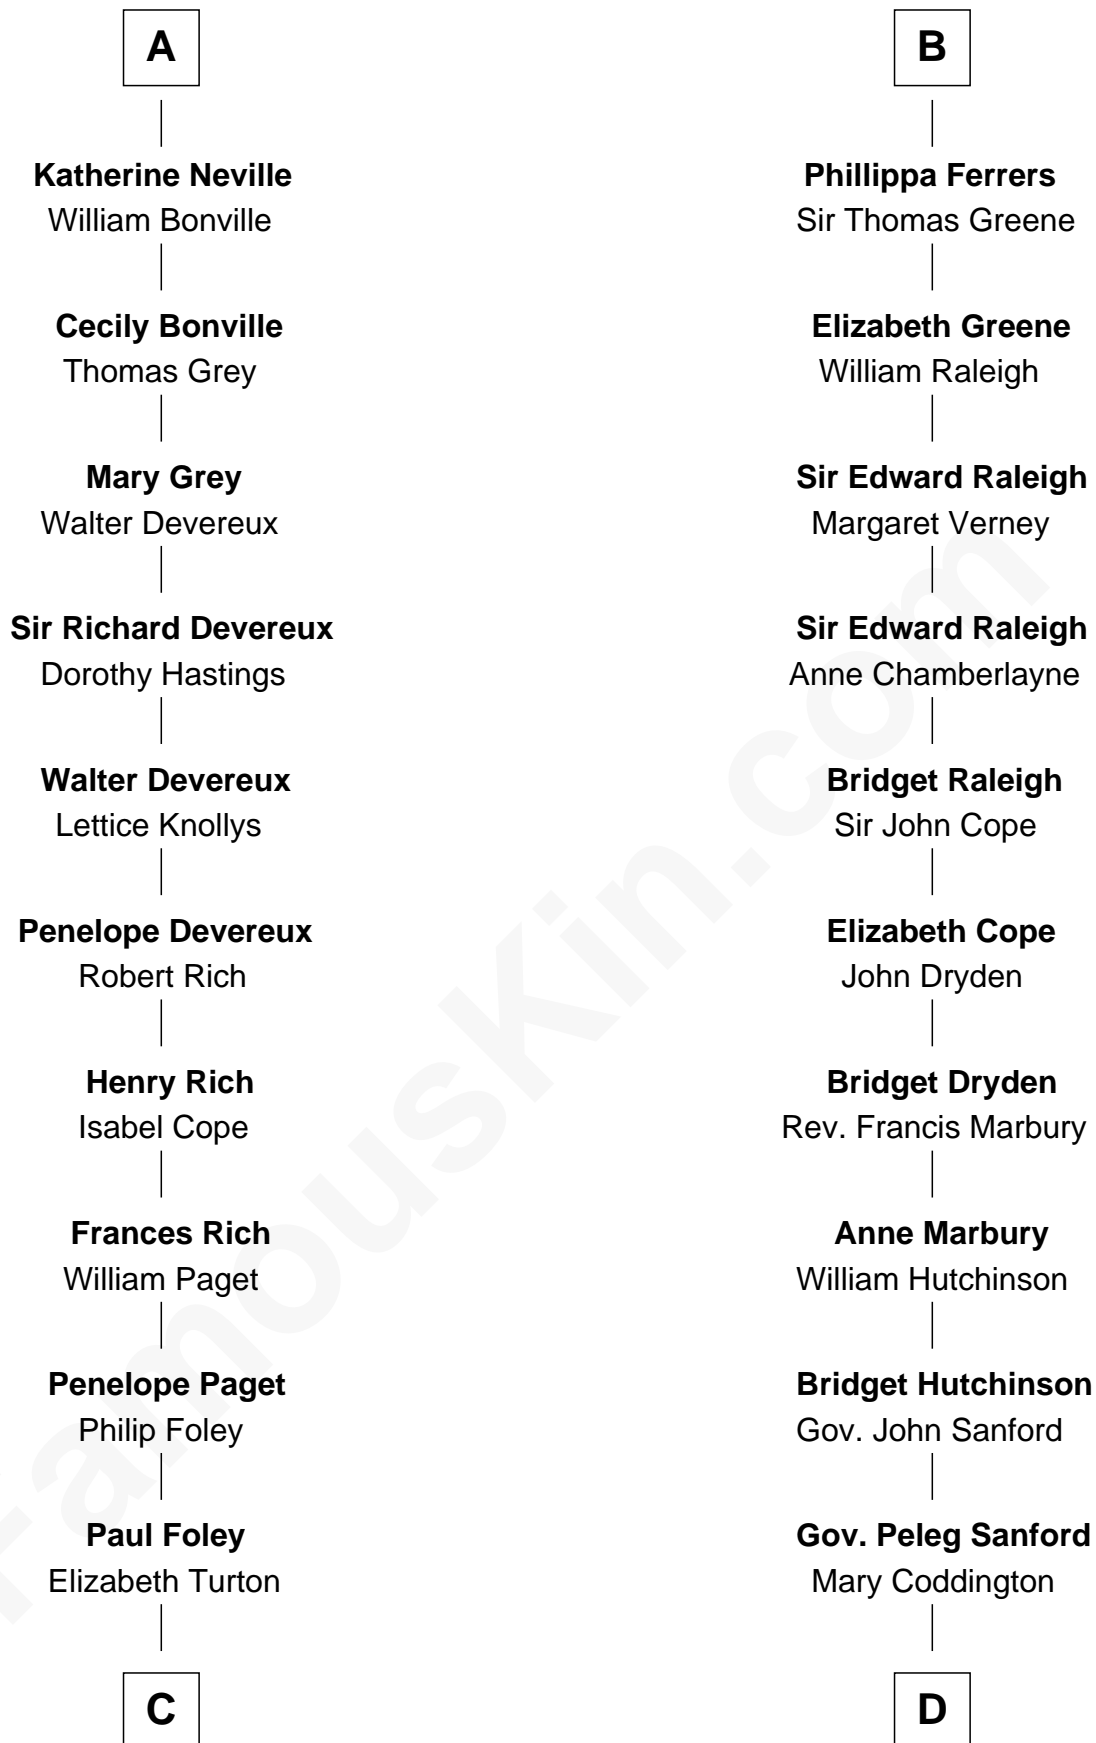 A
Katherine Neville
William Bonville
Cecily Bonville
Thomas Grey
Mary Grey
Walter Devereux
Sir Richard Devereux
Dorothy Hastings
Walter Devereux
Lettice Knollys
Penelope Devereux
Robert Rich
Henry Rich
Isabel Cope
Frances Rich
William Paget
Penelope Paget
Philip Foley
Paul Foley
Elizabeth Turton
C
B
Phillippa Ferrers
Sir Thomas Greene
Elizabeth Greene
William Raleigh
Sir Edward Raleigh
Margaret Verney
Sir Edward Raleigh
Anne Chamberlayne
Bridget Raleigh
Sir John Cope
Elizabeth Cope
John Dryden
Bridget Dryden
Rev. Francis Marbury
Anne Marbury
William Hutchinson
Bridget Hutchinson
Gov. John Sanford
Gov. Peleg Sanford
Mary Coddington
D
FamousKin.com